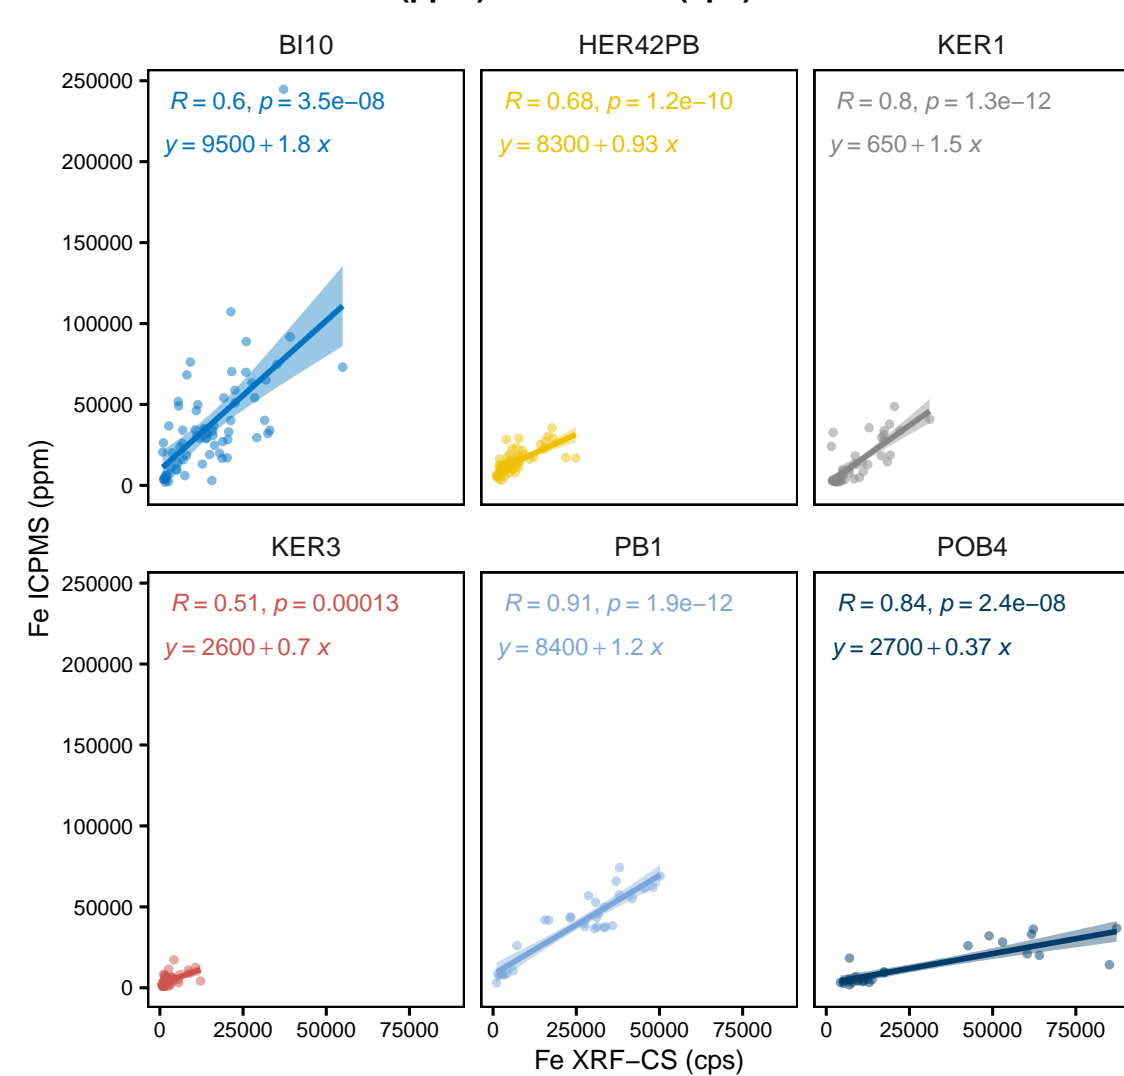 BI10 HER42PB KER1
250000
R = 0.6, p = 3.5e−08 R = 0.68, p = 1.2e−10 R = 0.8, p = 1.3e−12
y = 9500 + 1.8 x y = 8300 + 0.93 x y = 650 + 1.5 x
200000
150000
100000
50000
0
Fe ICPMS (ppm)
KER3 PB1 POB4
250000
R = 0.51, p = 0.00013 R = 0.91, p = 1.9e−12 R = 0.84, p = 2.4e−08
y = 2600 + 0.7 x y = 8400 + 1.2 x y = 2700 + 0.37 x
200000
150000
100000
50000
0
0 25000 50000 75000 0 25000 50000 75000 0 25000 50000 75000
Fe XRF−CS (cps)